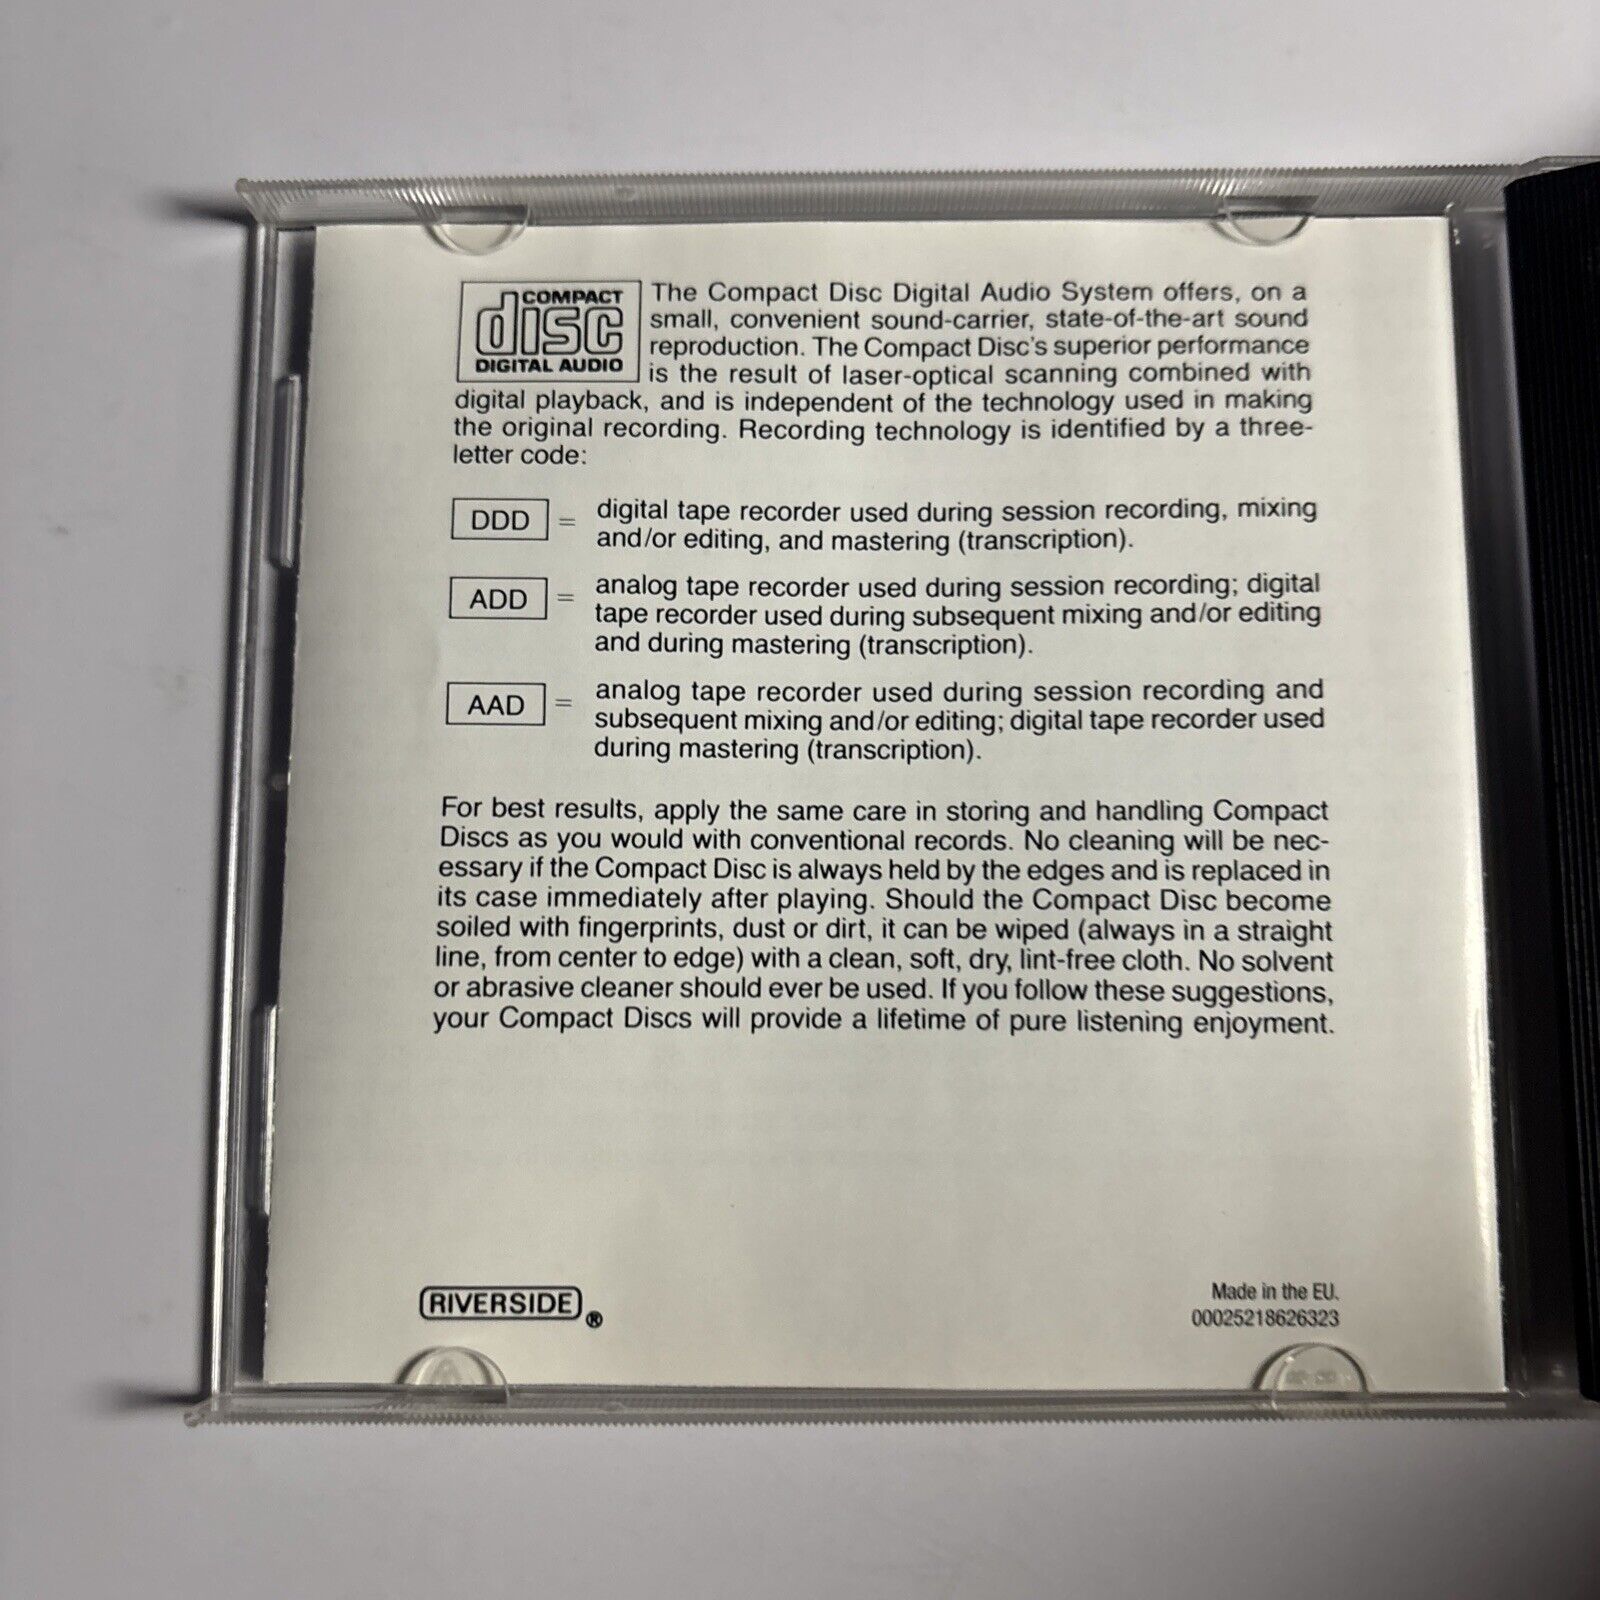 COMPACT
disc
DIGITAL AUDIO
The Compact Disc Digital Audio System offers, on a
small, convenient sound-carrier, state-of-the-art sound
reproduction. The Compact Disc's superior performance
is the result of laser-optical scanning combined with
digital playback, and is independent of the technology used in making
the original recording. Recording technology is identified by a three-
letter code:
DDD = digital tape recorder used during session recording, mixing
and/or editing, and mastering (transcription).
ADD = analog tape recorder used during session recording; digital
tape recorder used during subsequent mixing and/or editing
and during mastering (transcription).
AAD = analog tape recorder used during session recording and
subsequent mixing and/or editing; digital tape recorder used
during mastering (transcription).
For best results, apply the same care in storing and handling Compact
Discs as you would with conventional records. No cleaning will be nec-
essary if the Compact Disc is always held by the edges and is replaced in
its case immediately after playing. Should the Compact Disc become
soiled with fingerprints, dust or dirt, it can be wiped (always in a straight
line, from center to edge) with a clean, soft, dry, lint-free cloth. No solvent
or abrasive cleaner should ever be used. If you follow these suggestions,
your Compact Discs will provide a lifetime of pure listening enjoyment.
RIVERSIDE ®
Made in the EU.
00025218626323